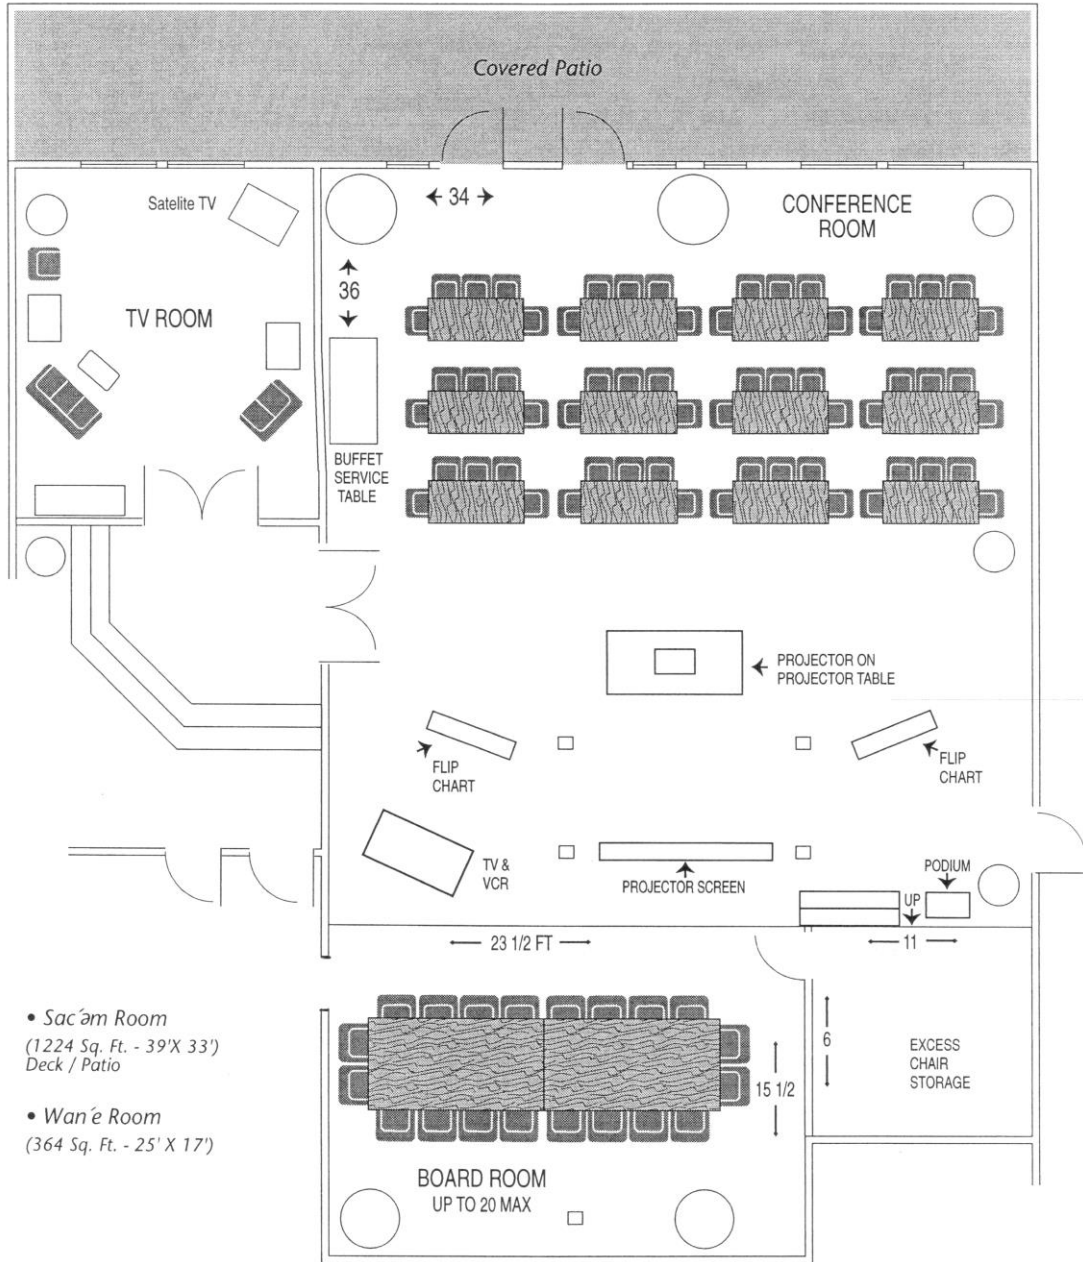 Covered Patio
Satelite TV
34
CONFERENCE
ROOM
36
TV ROOM
BUFFET
SERVICE
TABLE
PROJECTOR ON
PROJECTOR TABLE
FLIP
CHART
FLIP
CHART
TV &
VCR
PROJECTOR SCREEN
PODIUM
UP
23 1/2 FT
11
• Sac´am Room
(1224 Sq. Ft. - 39'X 33')
Deck / Patio
6
EXCESS
CHAIR
STORAGE
15 1/2
• Wan´e Room
(364 Sq. Ft. - 25' X 17')
BOARD ROOM
UP TO 20 MAX